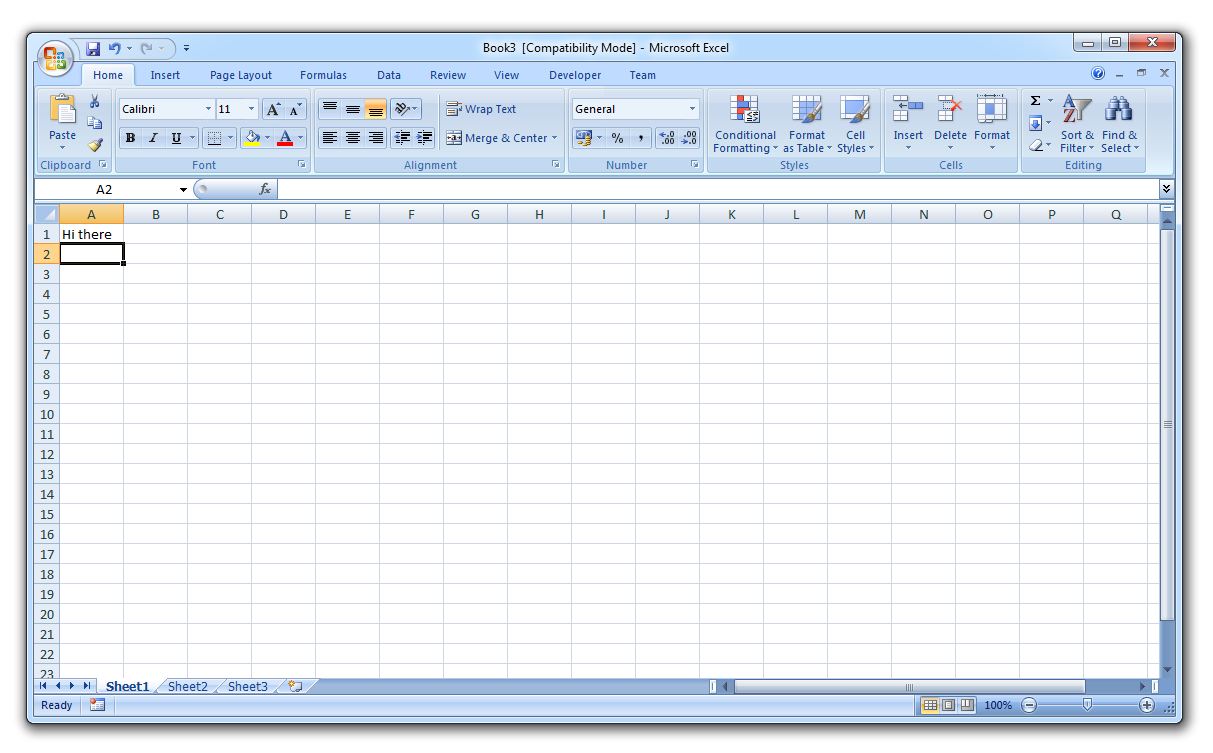 Book3 [Compatibility Mode] - Microsoft Excel
Home Insert Page Layout Formulas Data Review View Developer Team
Paste
Clipboard
Calibri 11
B I U
Font
Wrap Text
Merge & Center
Alignment
General
% ,
Number
Conditional Formatting
Format as Table
Cell Styles
Styles
Insert Delete Format
Cells
Σ
Sort & Filter
Find & Select
Editing
A2 fx
A B C D E F G H I J K L M N O P Q
1 Hi there
2
3
4
5
6
7
8
9
10
11
12
13
14
15
16
17
18
19
20
21
22
23
Sheet1 Sheet2 Sheet3
Ready 100%